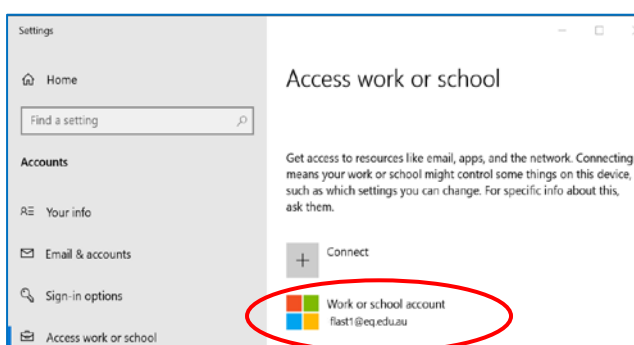 Settings
Home
Find a setting
Accounts
Your info
Email & accounts
Sign-in options
Access work or school
Access work or school
Get access to resources like email, apps, and the network. Connecting
means your work or school might control some things on this device,
such as which settings you can change. For specific info about this,
ask them.
Connect
Work or school account
flast1@eq.edu.au